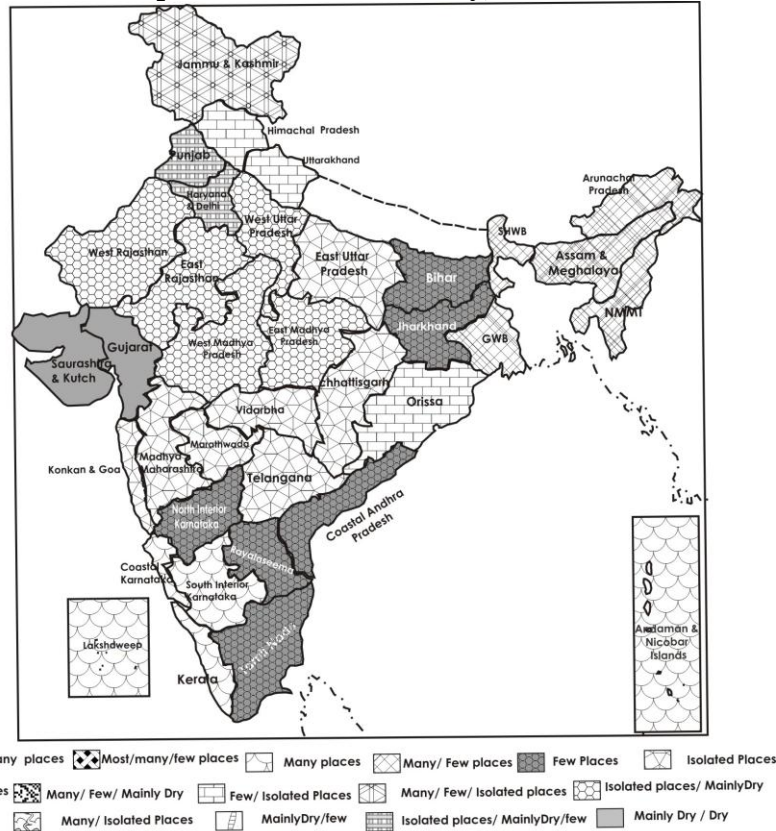 Jammu & Kashmir
Himachal Pradesh
Punjab
Uttarakhand
Haryana
& Delhi
Arunachal
Pradesh
West Uttar
Pradesh
SHWB
West Rajasthan
East
Rajasthan
East Uttar
Pradesh
Bihar
Assam &
Meghalaya
NMMT
Jharkhand
GWB
Gujarat
Saurashtra
& Kutch
West Madhya
Pradesh
East Madhya
Pradesh
Chhattisgarh
Orissa
Vidarbha
Marathwada
Madhya
Maharashtra
Konkan & Goa
Telangana
North Interior
Karnataka
Coastal Andhra
Pradesh
Rayalaseema
Coastal
Karnataka
South Interior
Karnataka
Lakshdweep
Tamil Nadu
Kerala
Andaman &
Nicobar
Islands
places Most/many/few places Many places Many/ Few places Few Places Isolated Places
Many/ Few/ Mainly Dry Few/ Isolated Places Many/ Few/ Isolated places Isolated places/ MainlyDry
Many/ Isolated Places MainlyDry/few Isolated places/ MainlyDry/few Mainly Dry / Dry